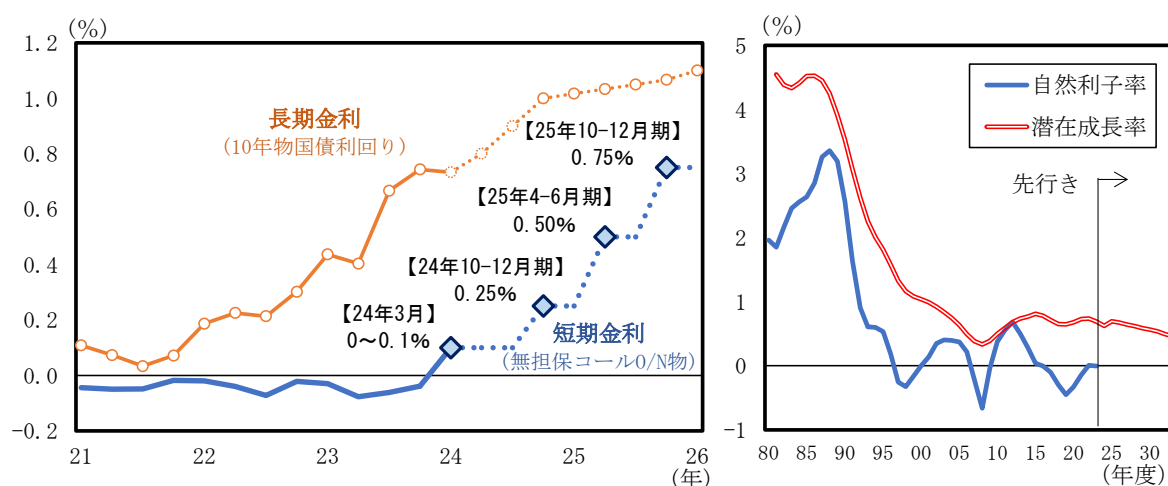 (%)
1.2
1.0
0.8
0.6
0.4
0.2
0.0
−0.2
21
22
23
24
25
26
(年)
長期金利
(10年物国債利回り)
【25年10-12月期】
0.75%
【25年4-6月期】
0.50%
【24年10-12月期】
0.25%
【24年3月】
0～0.1%
短期金利
(無担保コールO/N物)
(%)
5
4
3
2
1
0
−1
80
85
90
95
00
05
10
15
20
25
30
(年度)
自然利子率
潜在成長率
先行き